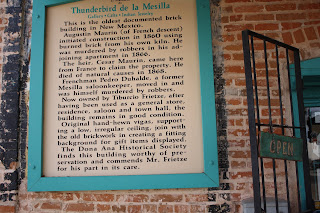 Thunderbird de la Mesilla
Gallery • Gifts • Indian Jewelry
This is the oldest documented brick
building in New Mexico.
Augustin Maurin (of French descent)
initiated construction in 1860 using
burned brick from his own kiln. He
was murdered by robbers in his ad-
joining apartment in 1866.
The heir, Cesar Maurin, came here
from France to claim the property. He
died of natural causes in 1868.
Frenchman Pedro Duhalde, a former
Mesilla saloonkeeper, moved in and
was himself murdered by robbers.
Now owned by Tiburcio Frietze, after
having been used as a general store,
residence, saloon and town hall, the
building remains in good condition.
Original hand-hewn vigas, support-
ing a low, irregular ceiling, join with
the old brickwork in creating a fitting
background for gift items displayed.
The Dona Ana Historical Society
finds this building worthy of pre-
servation and commends Mr. Frietze
for his part in its care.
OPEN